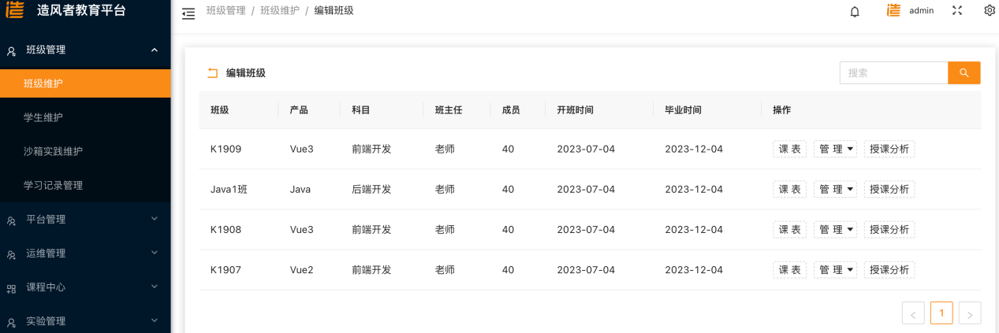 造 造风者教育平台
班级管理
班级维护
学生维护
沙箱实践维护
学习记录管理
平台管理
运维管理
课程中心
实验管理
班级管理 / 班级维护 / 编辑班级
造 admin
编辑班级
搜索
班级 产品 科目 班主任 成员 开班时间 毕业时间 操作
K1909 Vue3 前端开发 老师 40 2023-07-04 2023-12-04 课 表 管 理 授课分析
Java1班 Java 后端开发 老师 40 2023-07-04 2023-12-04 课 表 管 理 授课分析
K1908 Vue3 前端开发 老师 40 2023-07-04 2023-12-04 课 表 管 理 授课分析
K1907 Vue2 前端开发 老师 40 2023-07-04 2023-12-04 课 表 管 理 授课分析
< 1 >